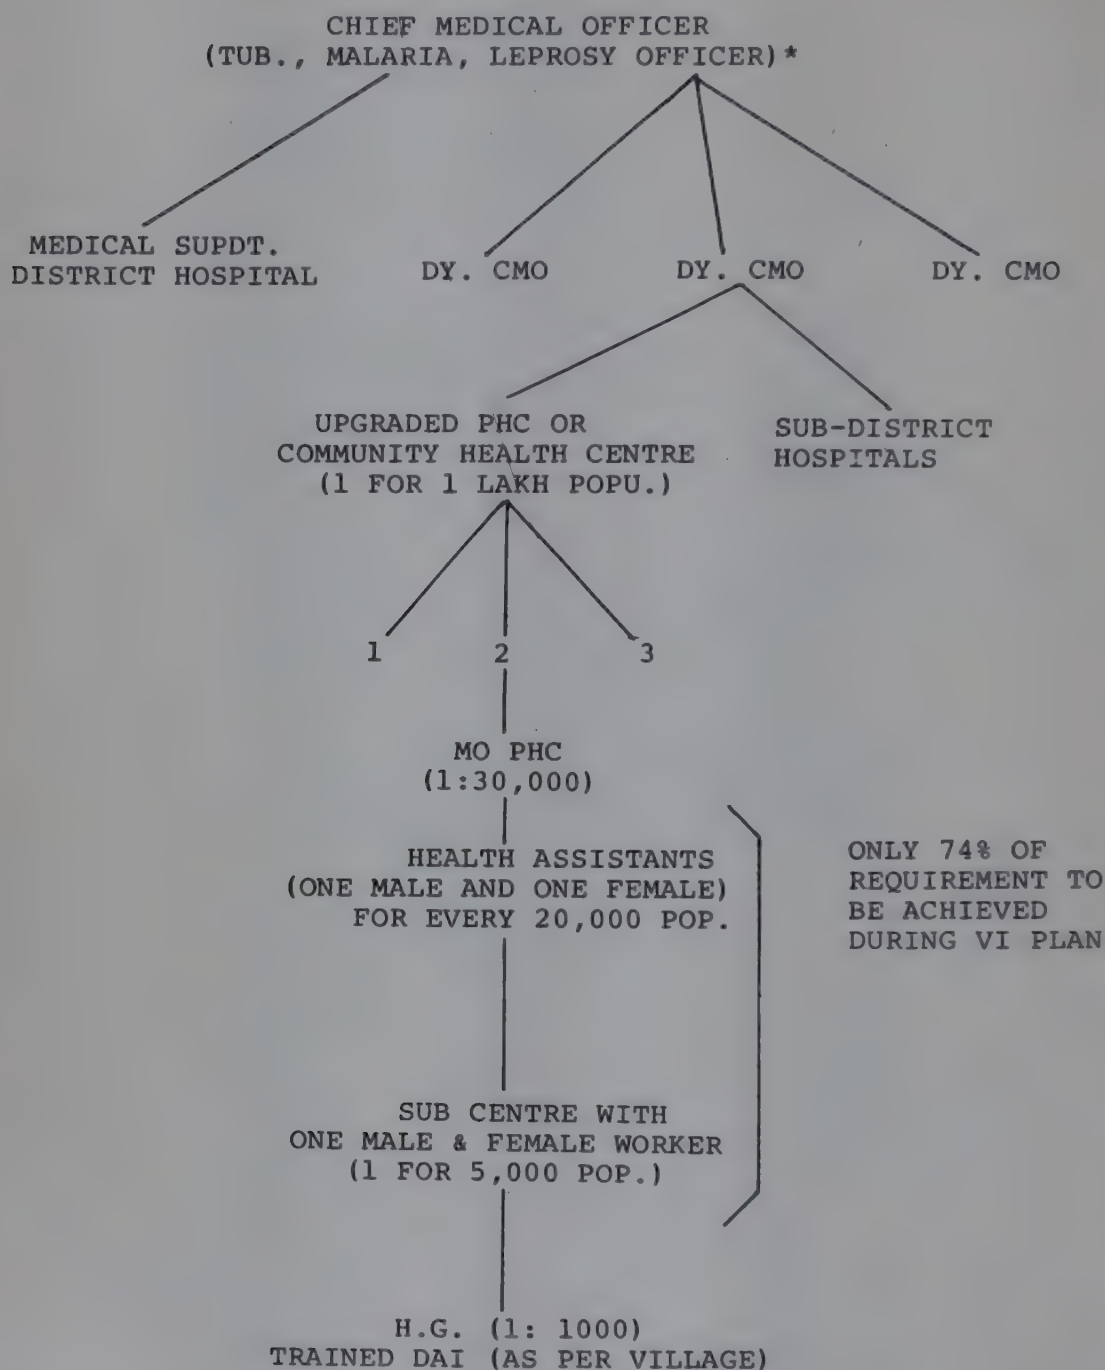 CHIEF MEDICAL OFFICER
(TUB., MALARIA, LEPROSY OFFICER)*
MEDICAL SUPDT.
DISTRICT HOSPITAL
DY. CMO
DY. CMO
DY. CMO
UPGRADED PHC OR
COMMUNITY HEALTH CENTRE
(1 FOR 1 LAKH POPU.)
SUB-DISTRICT
HOSPITALS
1
2
3
MO PHC
(1:30,000)
HEALTH ASSISTANTS
(ONE MALE AND ONE FEMALE)
FOR EVERY 20,000 POP.
ONLY 74% OF
REQUIREMENT TO
BE ACHIEVED
DURING VI PLAN
SUB CENTRE WITH
ONE MALE & FEMALE WORKER
(1 FOR 5,000 POP.)
H.G. (1: 1000)
TRAINED DAI (AS PER VILLAGE)